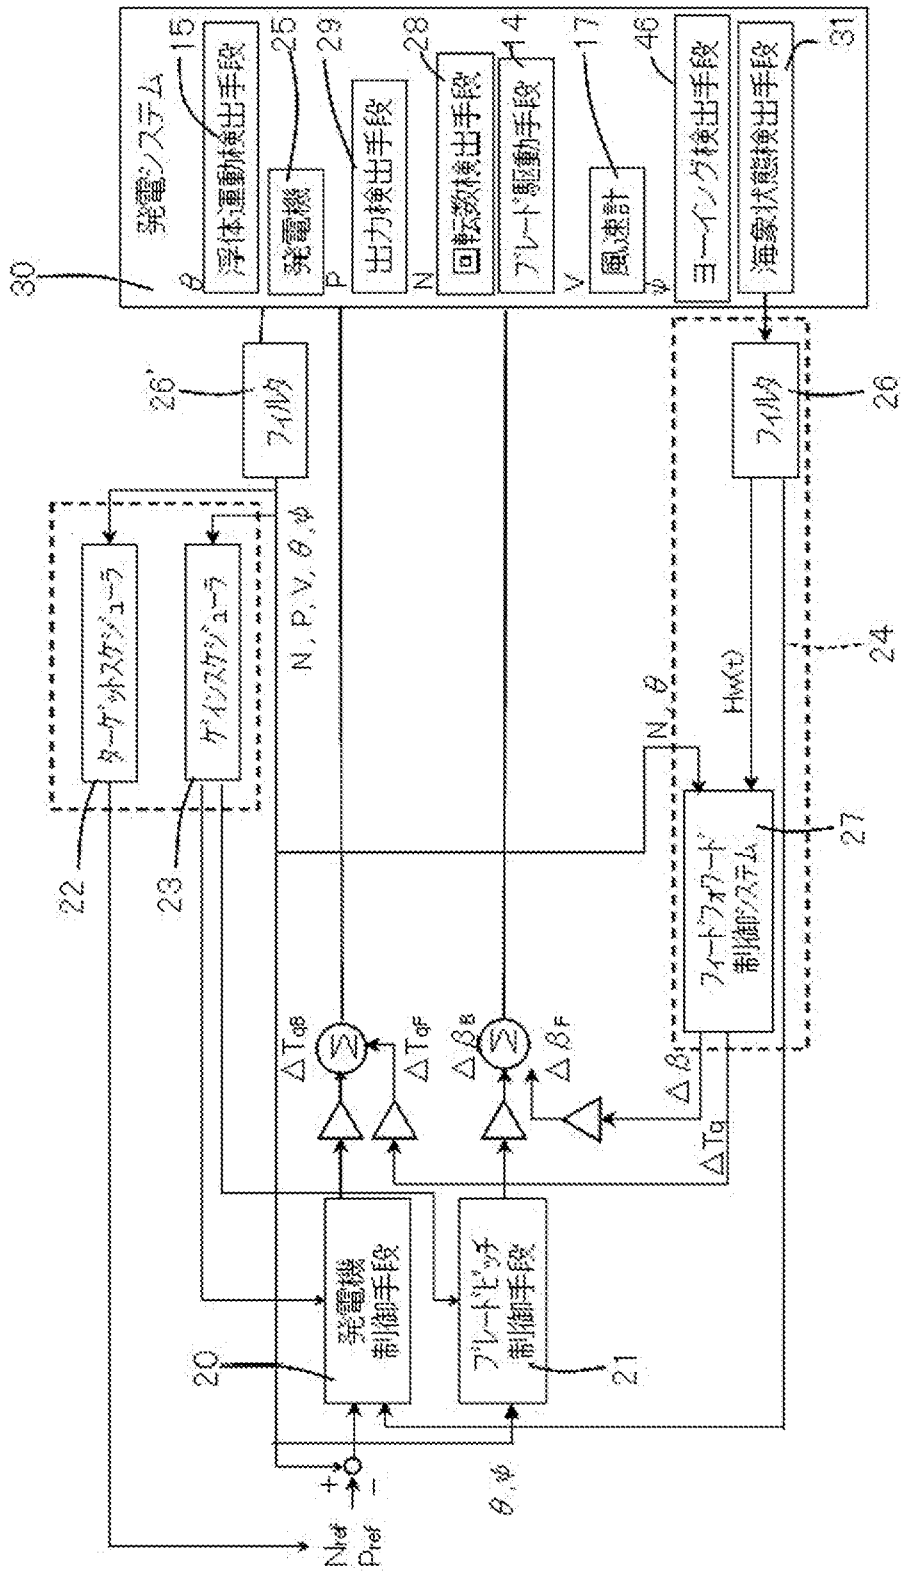 30
発電システム
θ
浮体運動検出手段
15
発電機
25
P
出力検出手段
29
N
回転数検出手段
28
ブレード駆動手段
14
V
風速計
17
ψ
ヨーイング検出手段
46
海象状態検出手段
31
26'
フィルタ
フィルタ
26
ターゲットスケジューラ
22
ゲインスケジューラ
23
N, P, V, θ, ψ
N, θ
Hw(t)
24
フィードフォワード
制御システム
27
ΔTqB
Σ
ΔTqF
ΔβB
Σ
ΔβF
Δβ
ΔTq
発電機
制御手段
20
ブレードピッチ
制御手段
21
+
−
Nref
Pref
θ, ψ